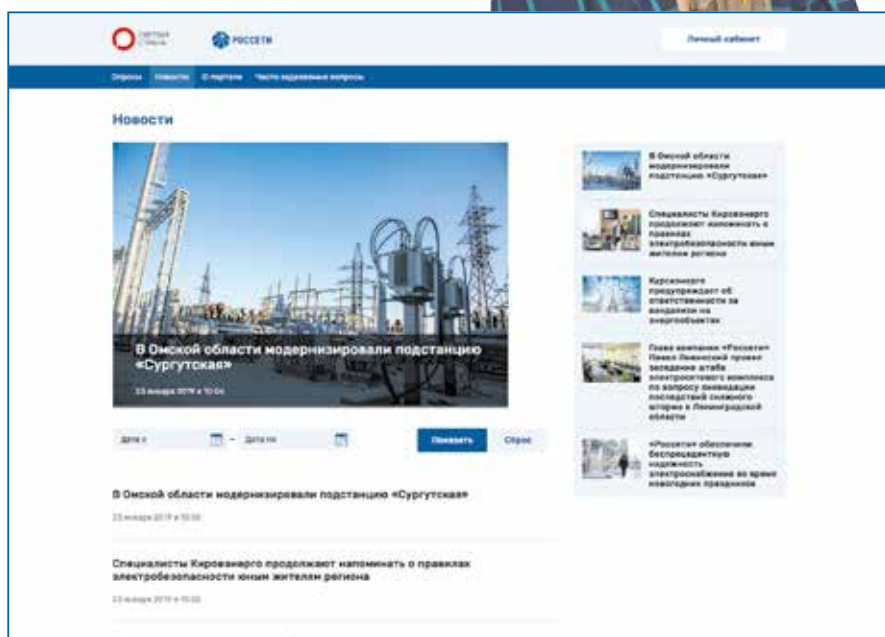 СВЕТЛАЯ
СТРАНА
РОССЕТИ
Личный кабинет
Опросы Новости О портале Часто задаваемые вопросы
Новости
В Омской области модернизировали подстанцию
«Сургутская»
23 января 2019 в 10:06
Дата с - Дата по Показать Сброс
В Омской области модернизировали подстанцию «Сургутская»
23 января 2019 в 10:06
Специалисты Кировэнерго продолжают напоминать о правилах
электробезопасности юным жителям региона
23 января 2019 в
В Омской области
модернизировали
подстанцию «Сургутская»
Специалисты Кировэнерго
продолжают напоминать о
правилах
электробезопасности юным
жителям региона
Курскэнерго
предупреждает об
ответственности за
вандализм на
энергообъектах
Глава компании «Россети»
Павел Ливинский провел
заседание штаба
электросетевого комплекса
по вопросу ликвидации
последствий снежного
шторма в Ленинградской
области
«Россети» обеспечили
беспрецедентную
надежность
электроснабжения во время
новогодних праздников